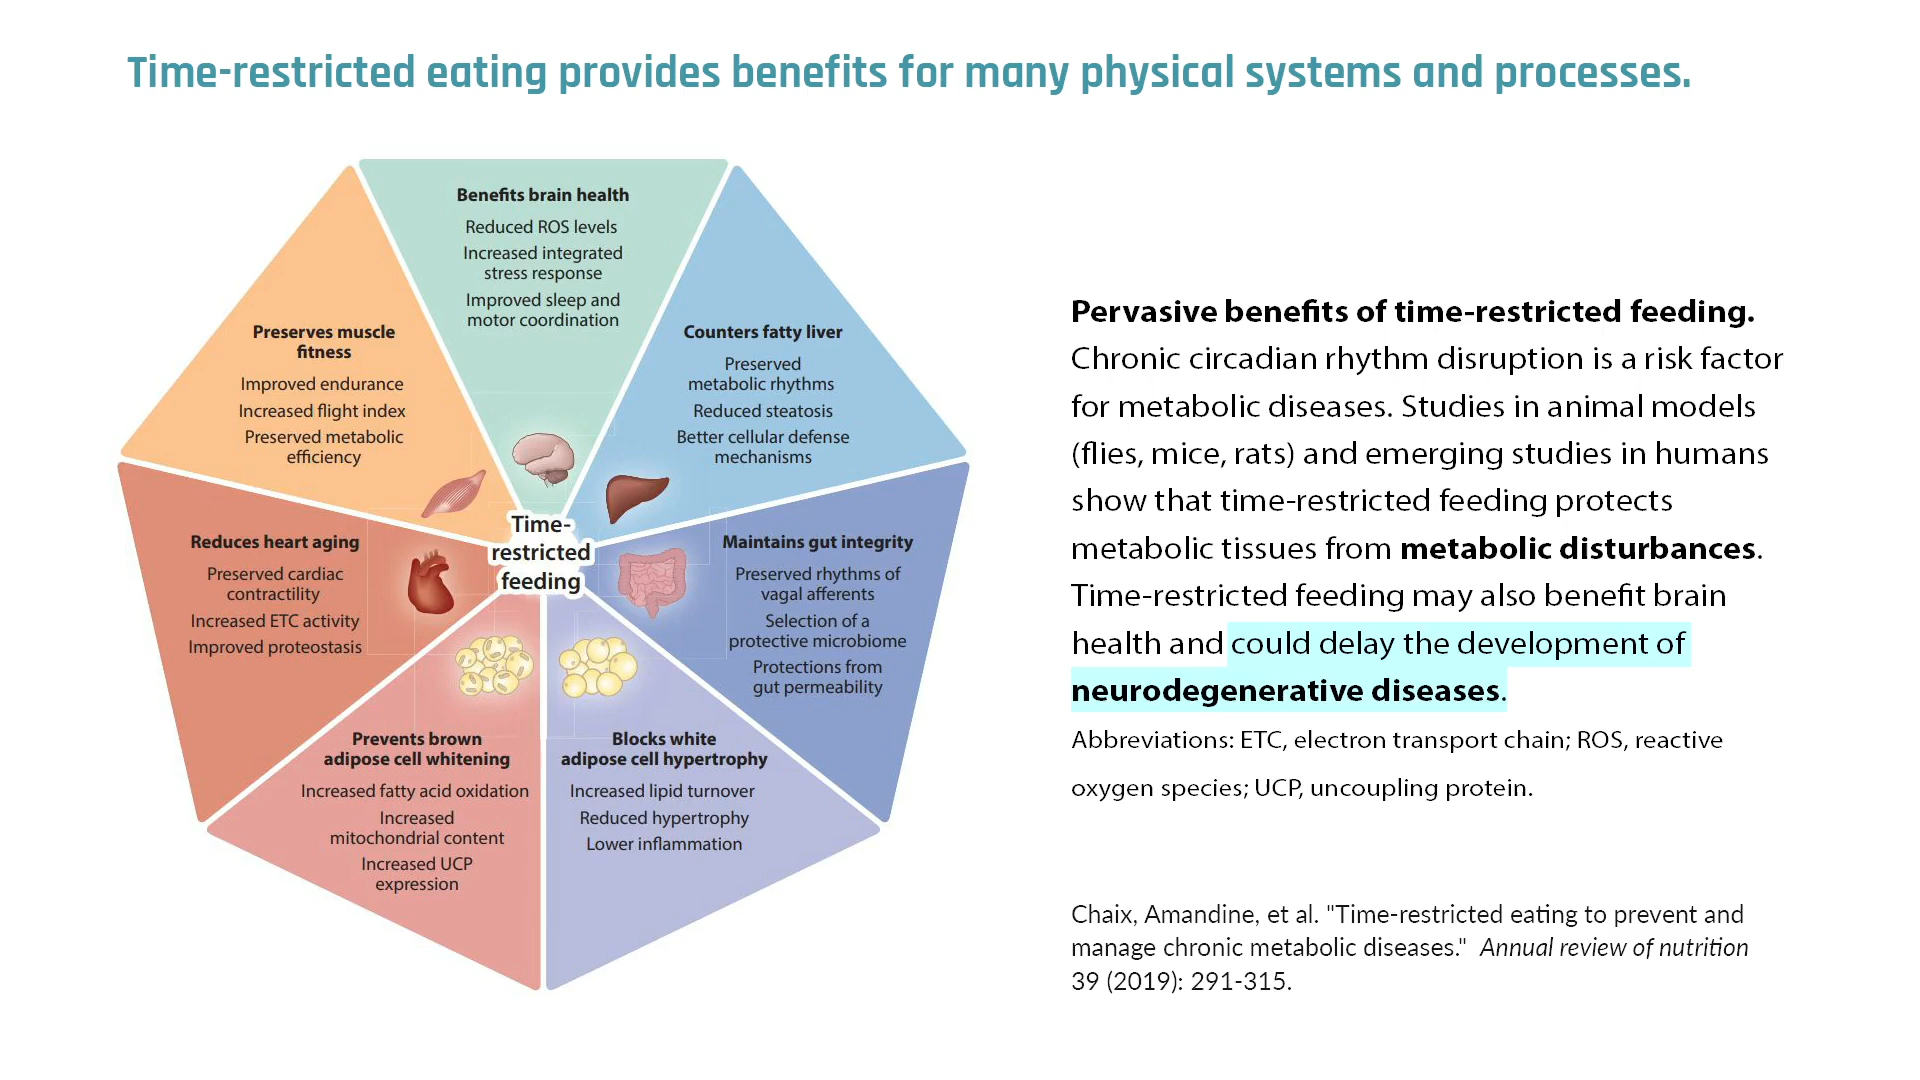 Time-restricted eating provides benefits for many physical systems and processes.
Benefits brain health
Reduced ROS levels
Increased integrated
stress response
Improved sleep and
motor coordination
Counters fatty liver
Preserved
metabolic rhythms
Reduced steatosis
Better cellular defense
mechanisms
Maintains gut integrity
Preserved rhythms of
vagal afferents
Selection of a
protective microbiome
Protections from
gut permeability
Blocks white
adipose cell hypertrophy
Increased lipid turnover
Reduced hypertrophy
Lower inflammation
Prevents brown
adipose cell whitening
Increased fatty acid oxidation
Increased
mitochondrial content
Increased UCP
expression
Reduces heart aging
Preserved cardiac
contractility
Increased ETC activity
Improved proteostasis
Preserves muscle
fitness
Improved endurance
Increased flight index
Preserved metabolic
efficiency
Time-
restricted
feeding
Pervasive benefits of time-restricted feeding.
Chronic circadian rhythm disruption is a risk factor
for metabolic diseases. Studies in animal models
(flies, mice, rats) and emerging studies in humans
show that time-restricted feeding protects
metabolic tissues from metabolic disturbances.
Time-restricted feeding may also benefit brain
health and could delay the development of
neurodegenerative diseases.
Abbreviations: ETC, electron transport chain; ROS, reactive
oxygen species; UCP, uncoupling protein.
Chaix, Amandine, et al. "Time-restricted eating to prevent and
manage chronic metabolic diseases." Annual review of nutrition
39 (2019): 291-315.